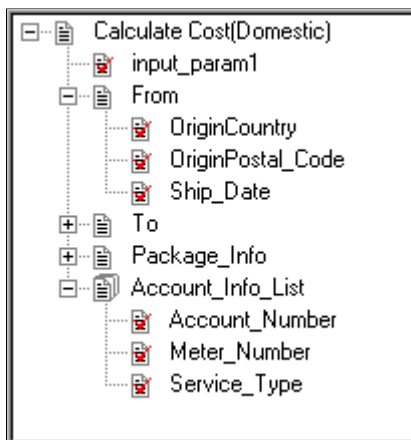 Calculate Cost(Domestic)
input_param1
From
OriginCountry
OriginPostal_Code
Ship_Date
To
Package_Info
Account_Info_List
Account_Number
Meter_Number
Service_Type